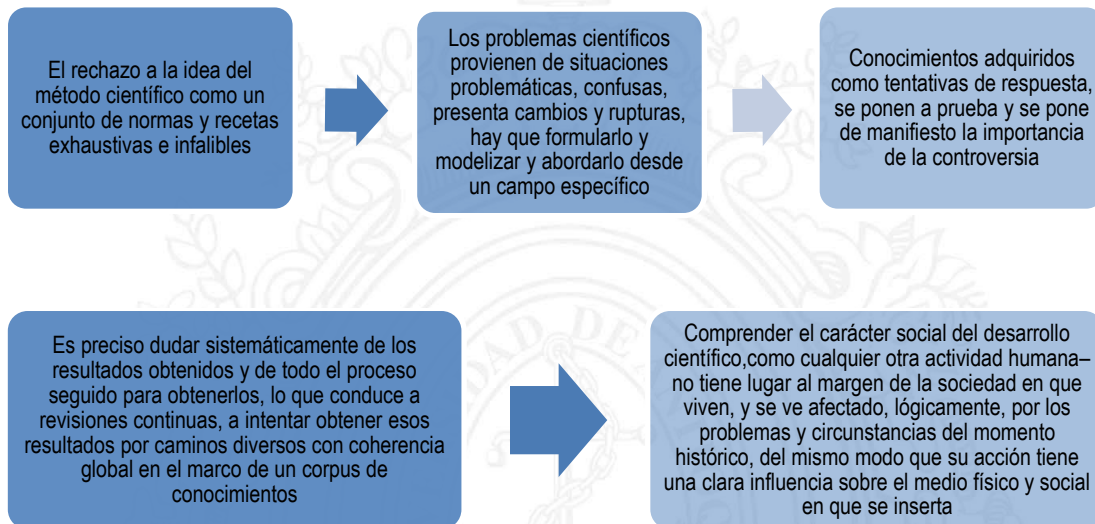 El rechazo a la idea del
método científico como un
conjunto de normas y recetas
exhaustivas e infalibles
Los problemas científicos
provienen de situaciones
problemáticas, confusas,
presenta cambios y rupturas,
hay que formularlo y
modelizar y abordarlo desde
un campo específico
Conocimientos adquiridos
como tentativas de respuesta,
se ponen a prueba y se pone
de manifiesto la importancia
de la controversia
Es preciso dudar sistemáticamente de los
resultados obtenidos y de todo el proceso
seguido para obtenerlos, lo que conduce a
revisiones continuas, a intentar obtener esos
resultados por caminos diversos con coherencia
global en el marco de un corpus de
conocimientos
Comprender el carácter social del desarrollo
científico,como cualquier otra actividad humana–
no tiene lugar al margen de la sociedad en que
viven, y se ve afectado, lógicamente, por los
problemas y circunstancias del momento
histórico, del mismo modo que su acción tiene
una clara influencia sobre el medio físico y social
en que se inserta